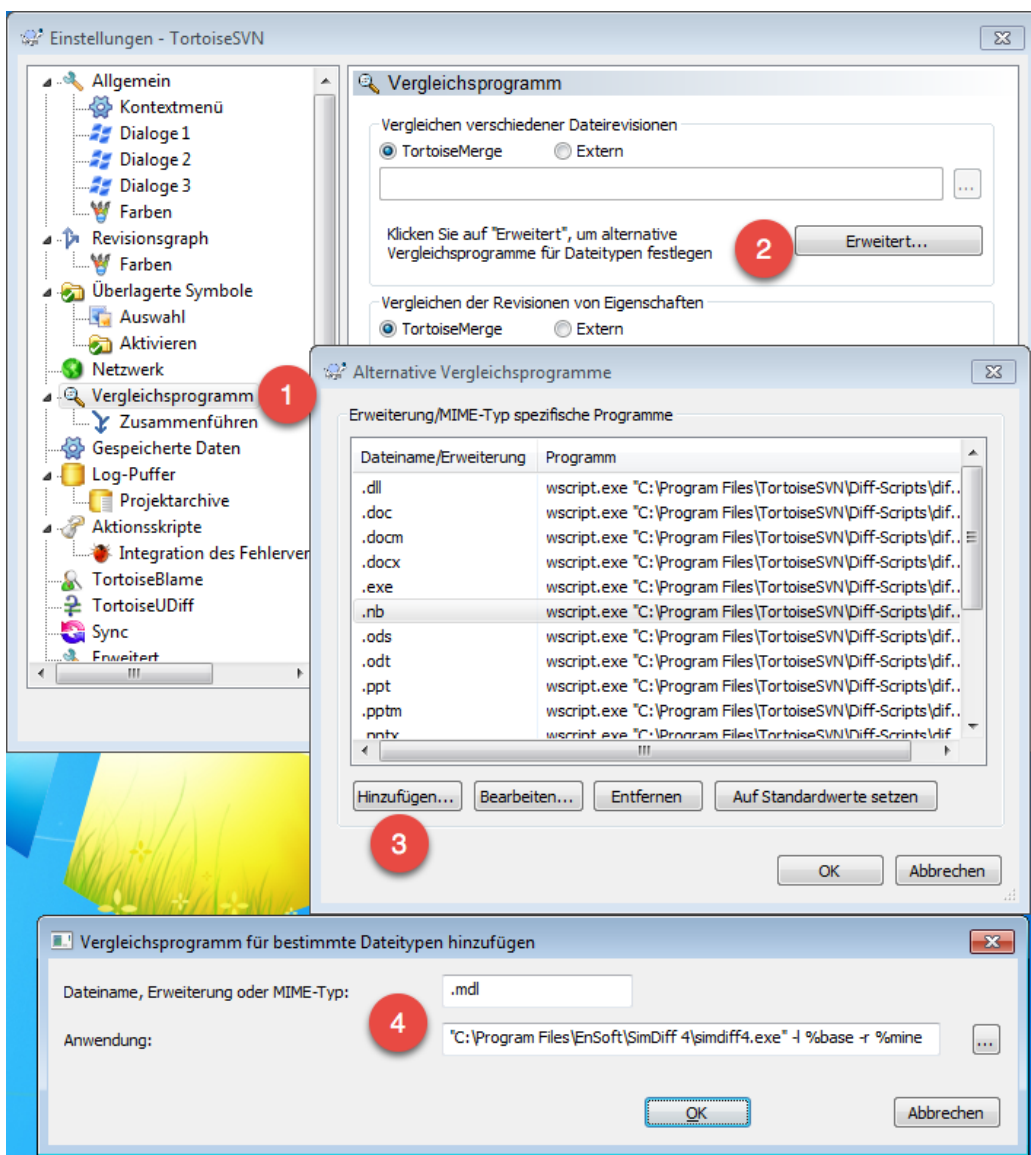 Einstellungen - TortoiseSVN
Allgemein
Kontextmenü
Dialoge 1
Dialoge 2
Dialoge 3
Farben
Revisionsgraph
Farben
Überlagerte Symbole
Auswahl
Aktivieren
Netzwerk
Vergleichsprogramm
1
Zusammenführen
Gespeicherte Daten
Log-Puffer
Projektarchive
Aktionsskripte
Integration des Fehlerver
TortoiseBlame
TortoiseUDiff
Sync
Erweitert
Vergleichsprogramm
Vergleichen verschiedener Dateirevisionen
TortoiseMerge Extern
...
Klicken Sie auf "Erweitert", um alternative
Vergleichsprogramme für Dateitypen festlegen
2
Erweitert...
Vergleichen der Revisionen von Eigenschaften
TortoiseMerge Extern
Alternative Vergleichsprogramme
Erweiterung/MIME-Typ spezifische Programme
Dateiname/Erweiterung Programm
.dll wscript.exe "C:\Program Files\TortoiseSVN\Diff-Scripts\dif..
.doc wscript.exe "C:\Program Files\TortoiseSVN\Diff-Scripts\dif..
.docm wscript.exe "C:\Program Files\TortoiseSVN\Diff-Scripts\dif..
.docx wscript.exe "C:\Program Files\TortoiseSVN\Diff-Scripts\dif..
.exe wscript.exe "C:\Program Files\TortoiseSVN\Diff-Scripts\dif..
.nb wscript.exe "C:\Program Files\TortoiseSVN\Diff-Scripts\dif..
.ods wscript.exe "C:\Program Files\TortoiseSVN\Diff-Scripts\dif..
.odt wscript.exe "C:\Program Files\TortoiseSVN\Diff-Scripts\dif..
.ppt wscript.exe "C:\Program Files\TortoiseSVN\Diff-Scripts\dif..
.pptm wscript.exe "C:\Program Files\TortoiseSVN\Diff-Scripts\dif..
.pptx wscript.exe "C:\Program Files\TortoiseSVN\Diff-Scripts\dif
Hinzufügen... Bearbeiten... Entfernen Auf Standardwerte setzen
3
OK Abbrechen
Vergleichsprogramm für bestimmte Dateitypen hinzufügen
Dateiname, Erweiterung oder MIME-Typ: .mdl
4
Anwendung: "C:\Program Files\EnSoft\SimDiff 4\simdiff4.exe" -l %base -r %mine ...
OK Abbrechen